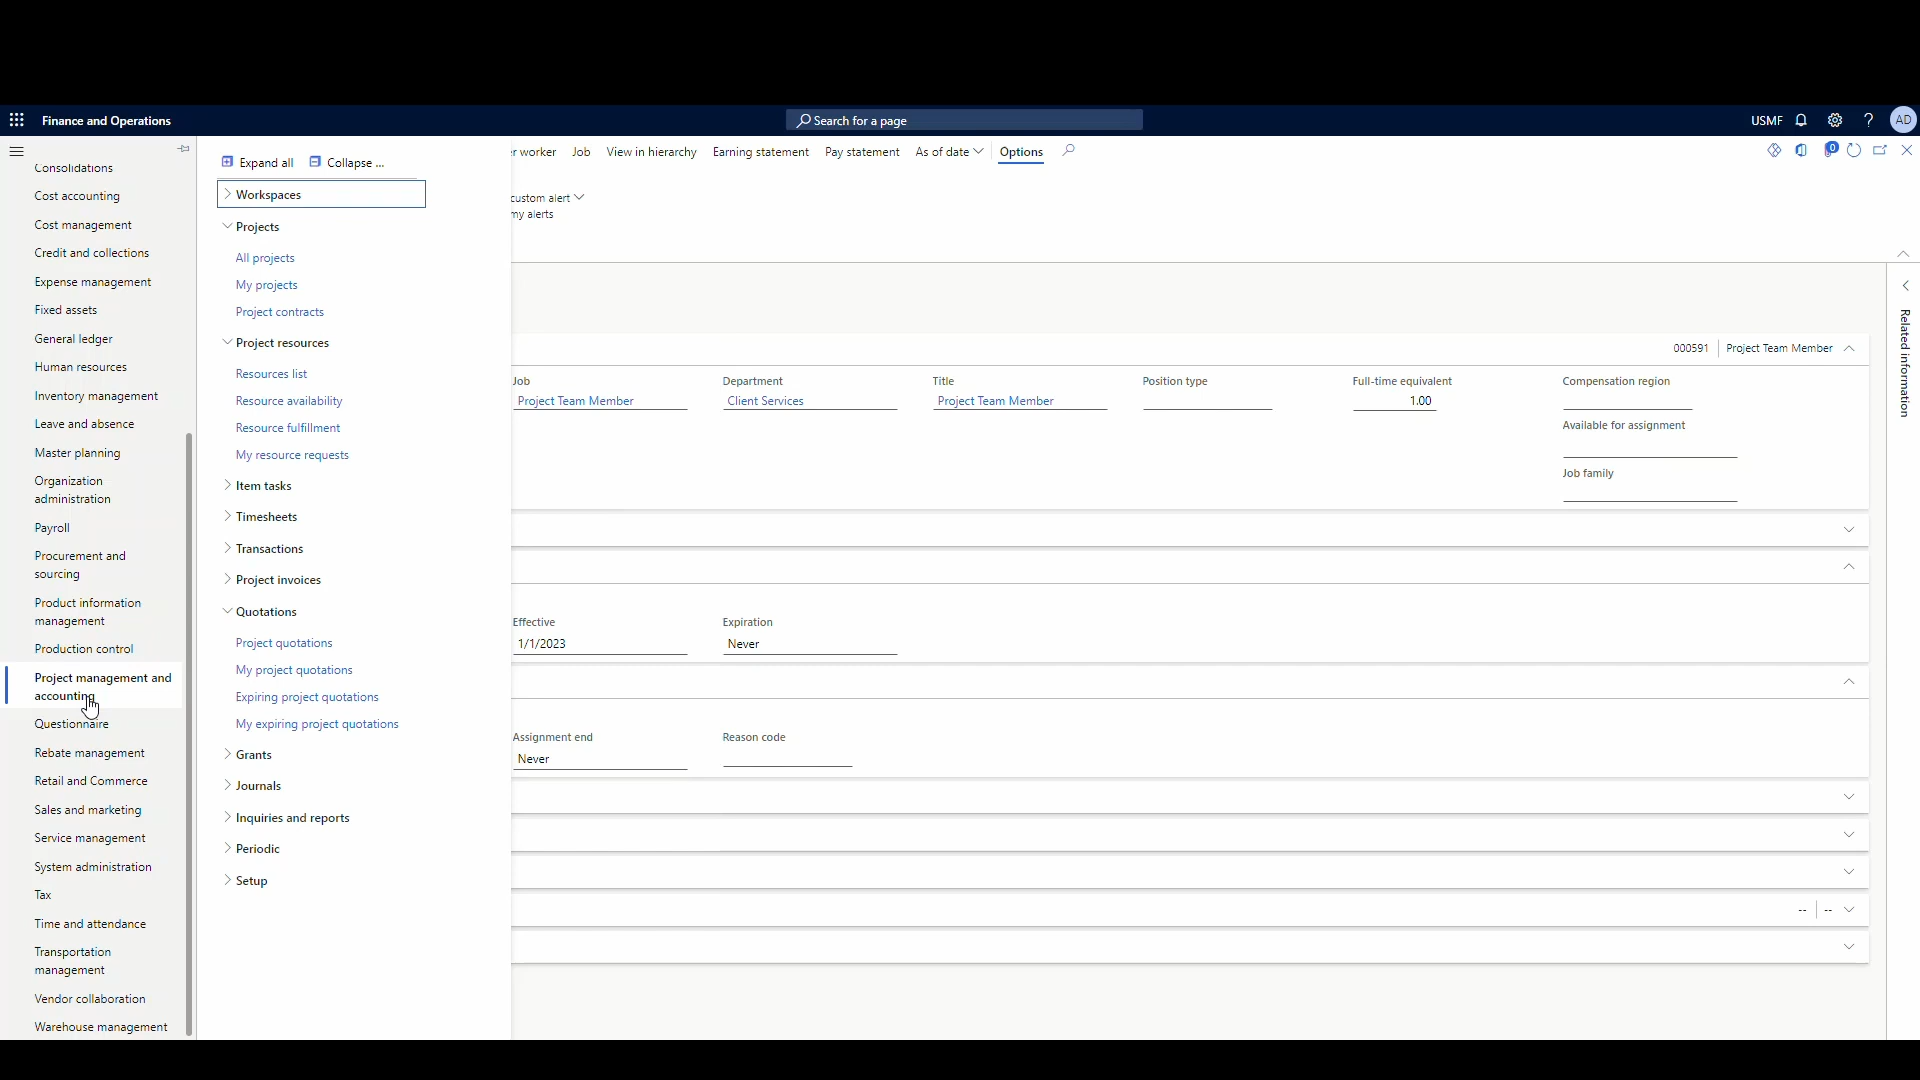 Finance and Operations
Search for a page
USMF
?
AD
Expand all
Collapse ...
worker
Job
View in hierarchy
Earning statement
Pay statement
As of date
Options
0
Consolidations
Cost accounting
Cost management
Credit and collections
Expense management
Fixed assets
General ledger
Human resources
Inventory management
Leave and absence
Master planning
Organization
administration
Payroll
Procurement and
sourcing
Product information
management
Production control
Project management and
accounting
Questionnaire
Rebate management
Retail and Commerce
Sales and marketing
Service management
System administration
Tax
Time and attendance
Transportation
management
Vendor collaboration
Warehouse management
Workspaces
Projects
All projects
My projects
Project contracts
Project resources
Resources list
Resource availability
Resource fulfillment
My resource requests
Item tasks
Timesheets
Transactions
Project invoices
Quotations
Project quotations
My project quotations
Expiring project quotations
My expiring project quotations
Grants
Journals
Inquiries and reports
Periodic
Setup
custom alert
my alerts
000591
Project Team Member
Job
Project Team Member
Department
Client Services
Title
Project Team Member
Position type
Full-time equivalent
1.00
Compensation region
Available for assignment
Job family
Effective
1/1/2023
Expiration
Never
Assignment end
Never
Reason code
--
--
Related information